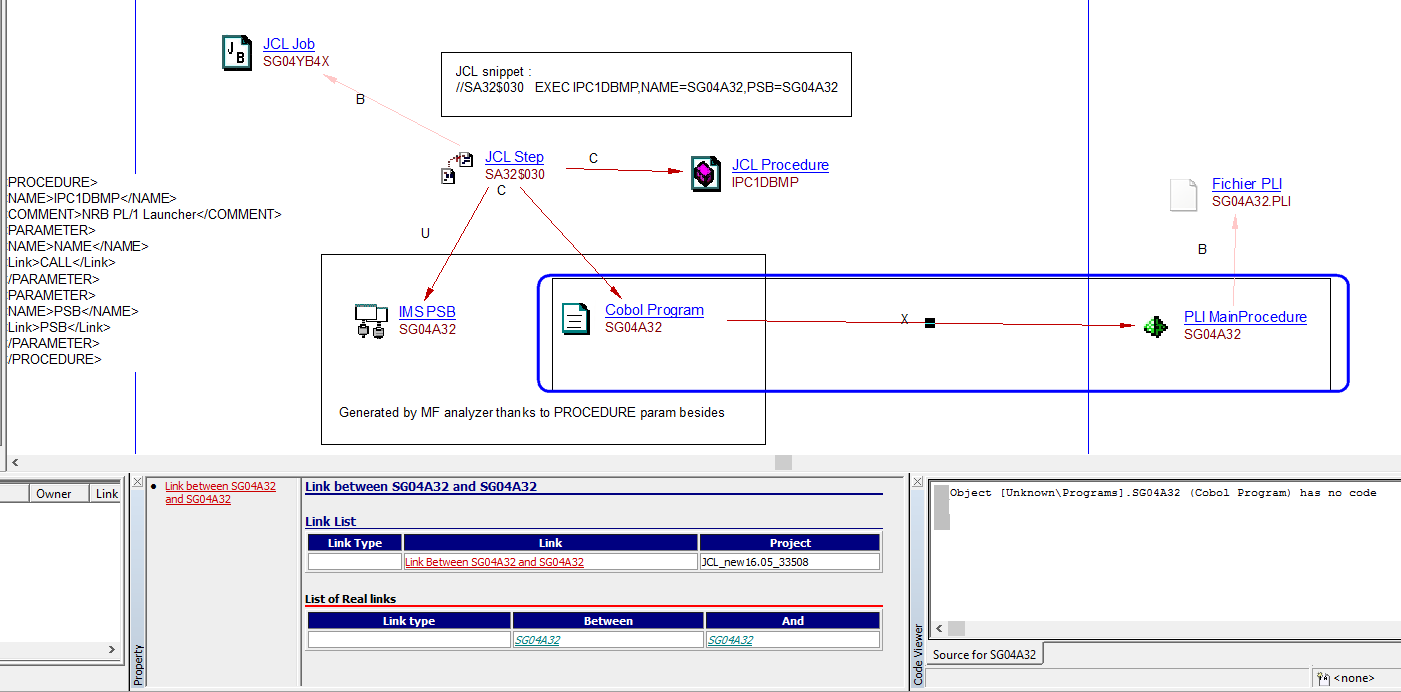 JCL Job
SG04YB4X
B
JCL snippet :
//SA32$030 EXEC IPC1DBMP,NAME=SG04A32,PSB=SG04A32
JCL Step
SA32$030
C
C
U
JCL Procedure
IPC1DBMP
Fichier PLI
SG04A32.PLI
B
PROCEDURE>
NAME>IPC1DBMP</NAME>
COMMENT>NRB PL/1 Launcher</COMMENT>
PARAMETER>
NAME>NAME</NAME>
Link>CALL</Link>
/PARAMETER>
PARAMETER>
NAME>PSB</NAME>
Link>PSB</Link>
/PARAMETER>
/PROCEDURE>
IMS PSB
SG04A32
Cobol Program
SG04A32
X
PLI MainProcedure
SG04A32
Generated by MF analyzer thanks to PROCEDURE param besides
Owner Link
Property
Link between SG04A32
and SG04A32
Link between SG04A32 and SG04A32
Link List
Link Type Link Project
Link Between SG04A32 and SG04A32 JCL_new16.05_33508
List of Real links
Link type Between And
SG04A32 SG04A32
Code Viewer
Object [Unknown\Programs].SG04A32 (Cobol Program) has no code
Source for SG04A32
<none>